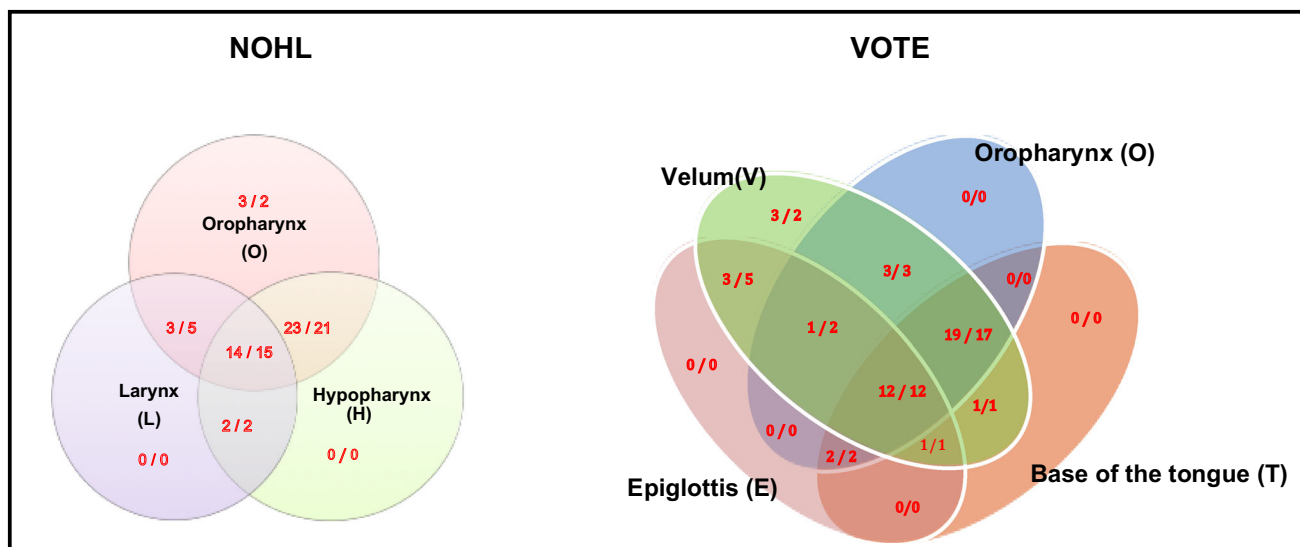 NOHL
3 / 2
Oropharynx
(O)
3 / 5
23 / 21
14 / 15
Larynx
(L)
Hypopharynx
(H)
2 / 2
0 / 0
0 / 0
VOTE
Oropharynx (O)
Velum(V)
0/0
3 / 2
3 / 5
3/ 3
0/0
1 / 2
19 / 17
0 / 0
0 / 0
12 / 12
1/1
0 / 0
2 / 2
1/1
Epiglottis (E)
Base of the tongue (T)
0/0